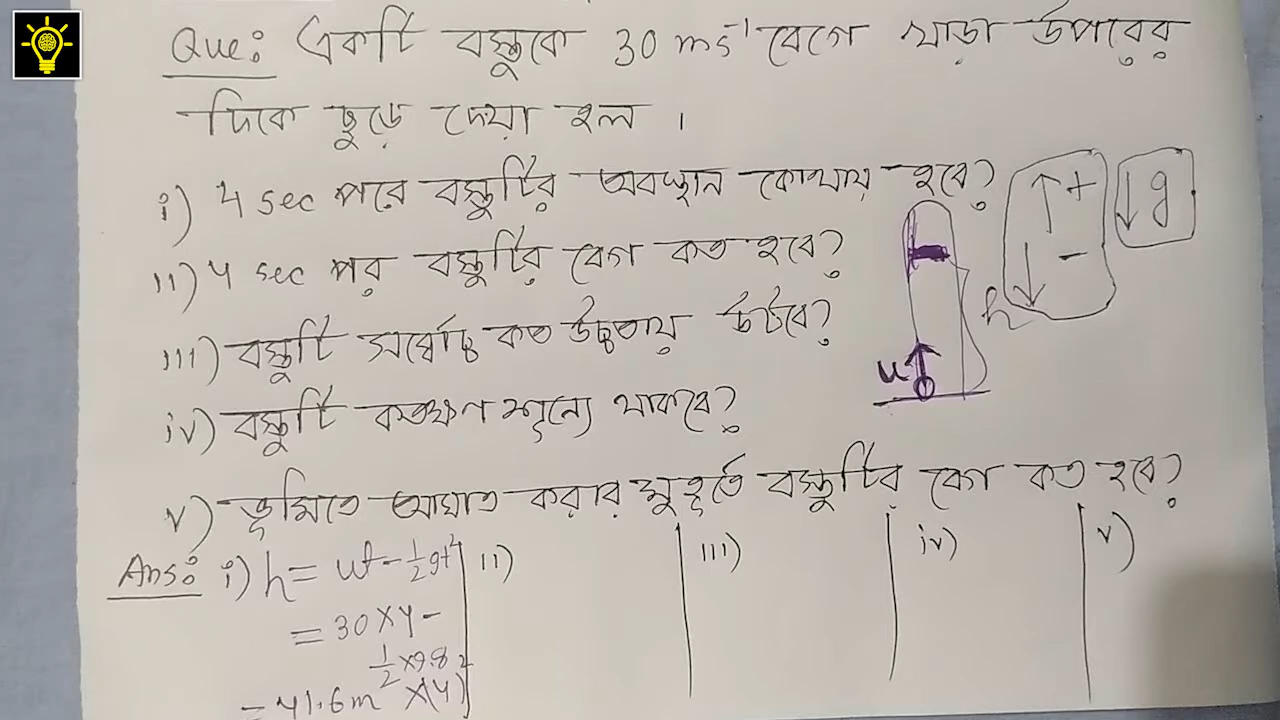 Que: একটি বস্তুকে 30 ms⁻¹ বেগে খাড়া উপরের
দিকে ছুড়ে দেয়া হল ।
i) 4 sec পরে বস্তুটির অবস্থান কোথায় হবে?
ii) 4 sec পর বস্তুটির বেগ কত হবে?
iii) বস্তুটি সর্বোচ্চ কত উচ্চতায় উঠবে?
iv) বস্তুটি কতক্ষণ শূন্যে থাকবে?
v) ভূমিতে আঘাত করার মুহূর্তে বস্তুটির বেগ কত হবে?
↑+ ↓-
↓g
h
u↑
Ans: i) h = ut - ½gt²
= 30×4 -
½×9.8
×(4)²
= 41.6m
ii)
iii)
iv)
v)